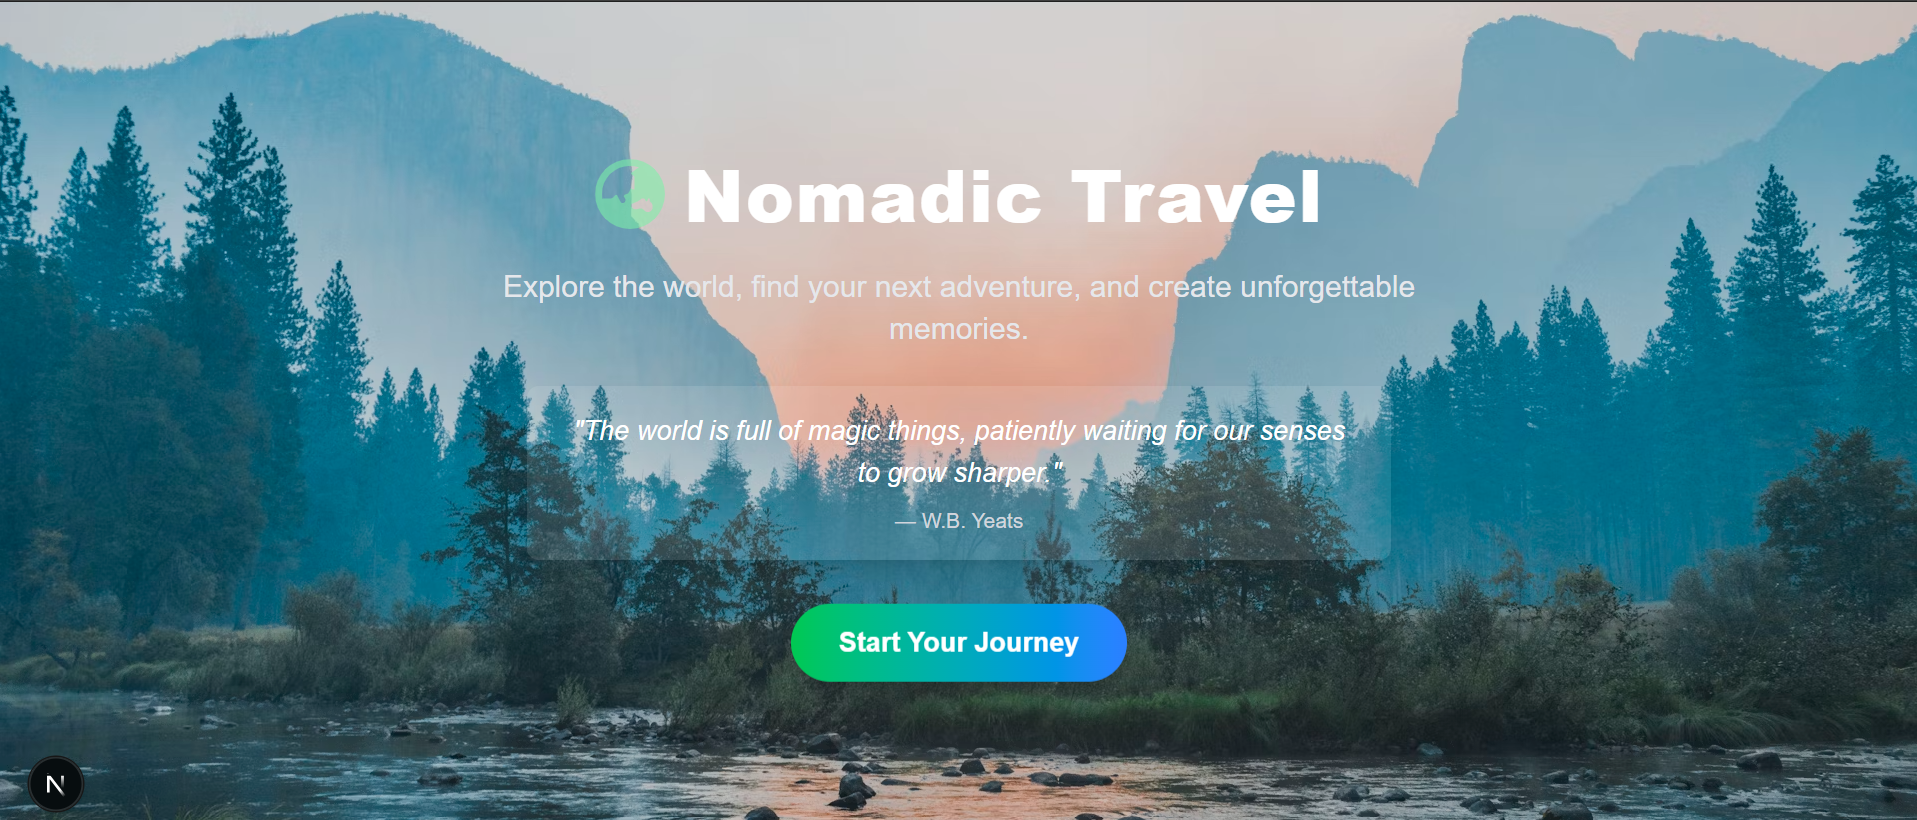 Nomadic Travel
Explore the world, find your next adventure, and create unforgettable
memories.
"The world is full of magic things, patiently waiting for our senses
to grow sharper."
— W.B. Yeats
Start Your Journey
N